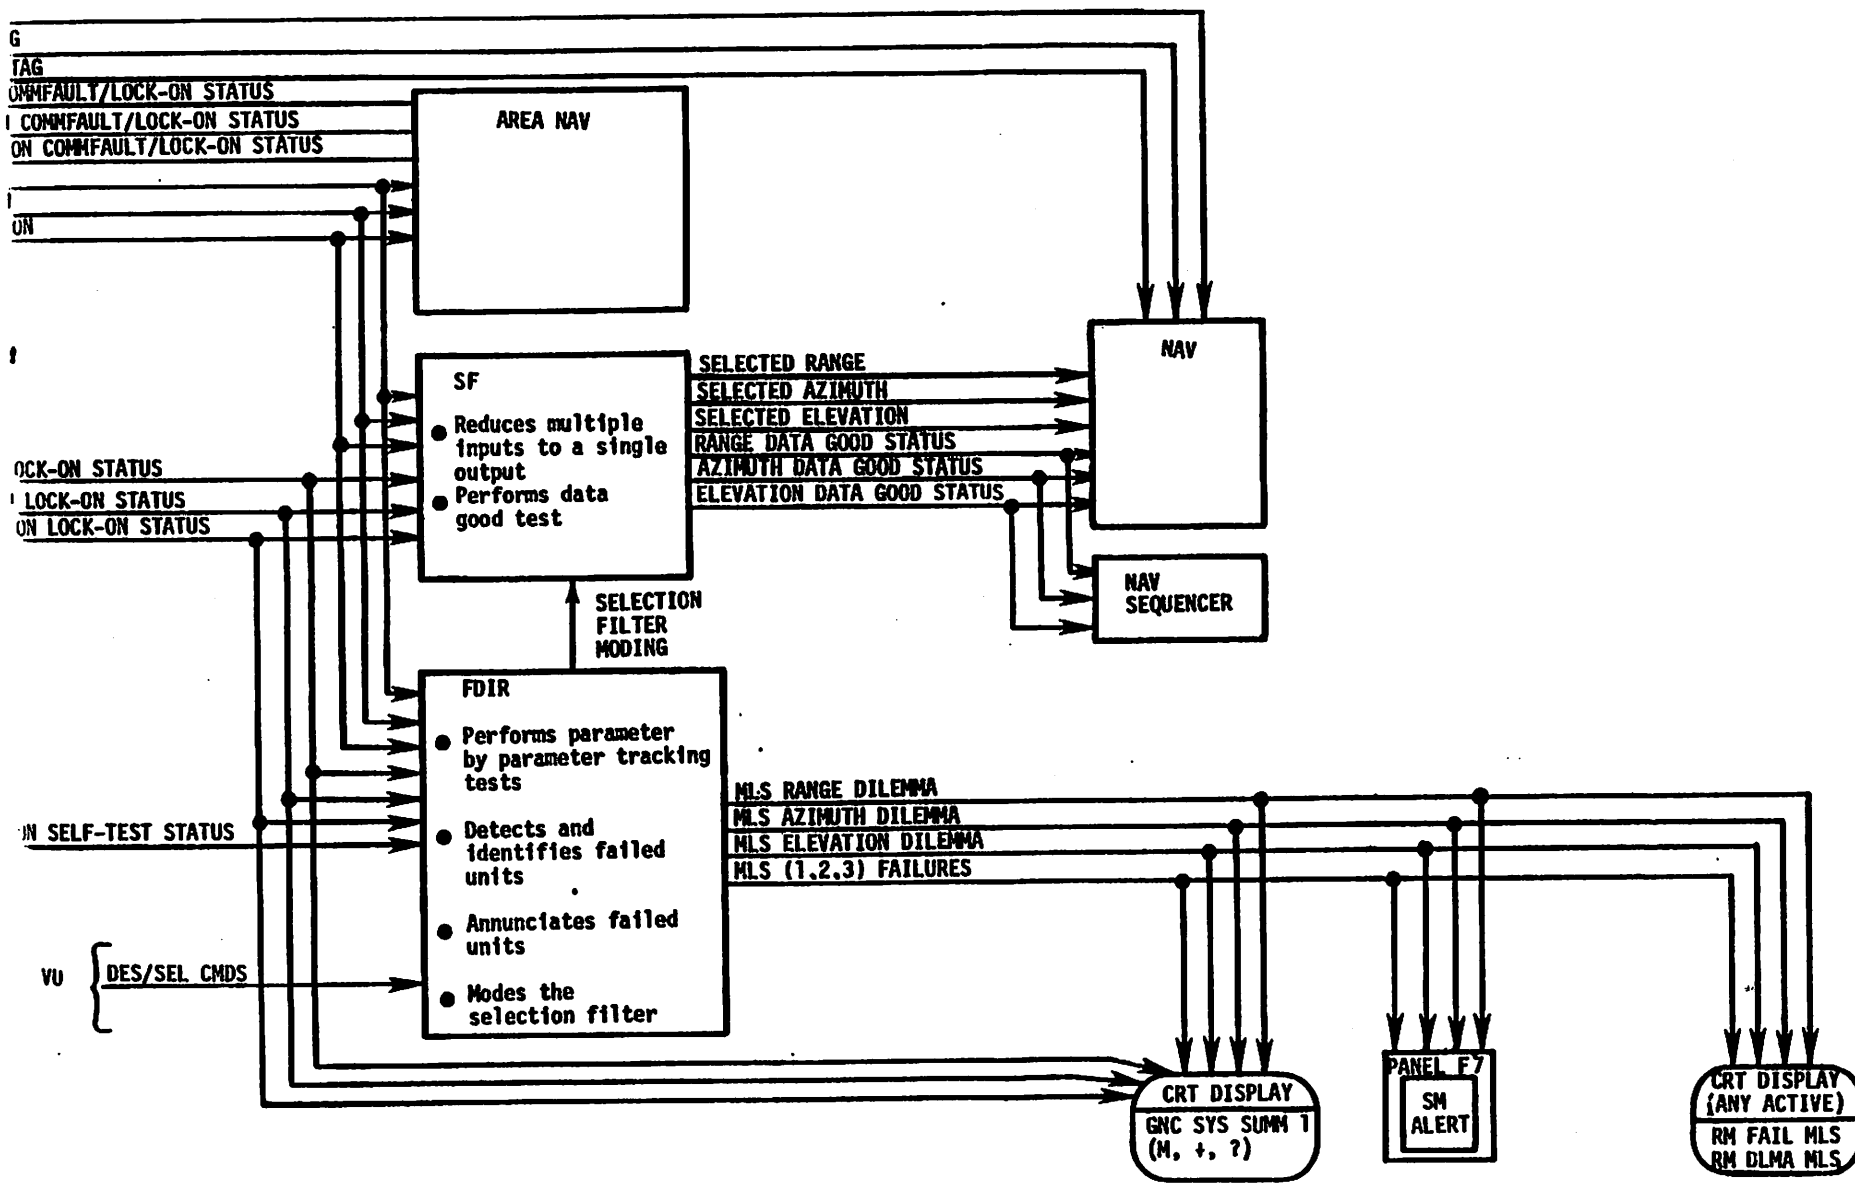 G
TAG
OMMFAULT/LOCK-ON STATUS
COMMFAULT/LOCK-ON STATUS
ON COMMFAULT/LOCK-ON STATUS
ON
AREA NAV
NAV
SF
Reduces multiple
inputs to a single
output
Performs data
good test
SELECTED RANGE
SELECTED AZIMUTH
SELECTED ELEVATION
RANGE DATA GOOD STATUS
AZIMUTH DATA GOOD STATUS
ELEVATION DATA GOOD STATUS
OCK-ON STATUS
LOCK-ON STATUS
ON LOCK-ON STATUS
NAV
SEQUENCER
SELECTION
FILTER
MODING
FDIR
Performs parameter
by parameter tracking
tests
Detects and
identifies failed
units
Annunciates failed
units
Modes the
selection filter
N SELF-TEST STATUS
VU
DES/SEL CMDS
MLS RANGE DILEMMA
MLS AZIMUTH DILEMMA
MLS ELEVATION DILEMMA
MLS (1,2,3) FAILURES
CRT DISPLAY
GNC SYS SUMM 1
(M, +, ?)
PANEL F7
SM
ALERT
CRT DISPLAY
(ANY ACTIVE)
RM FAIL MLS
RM DLMA MLS